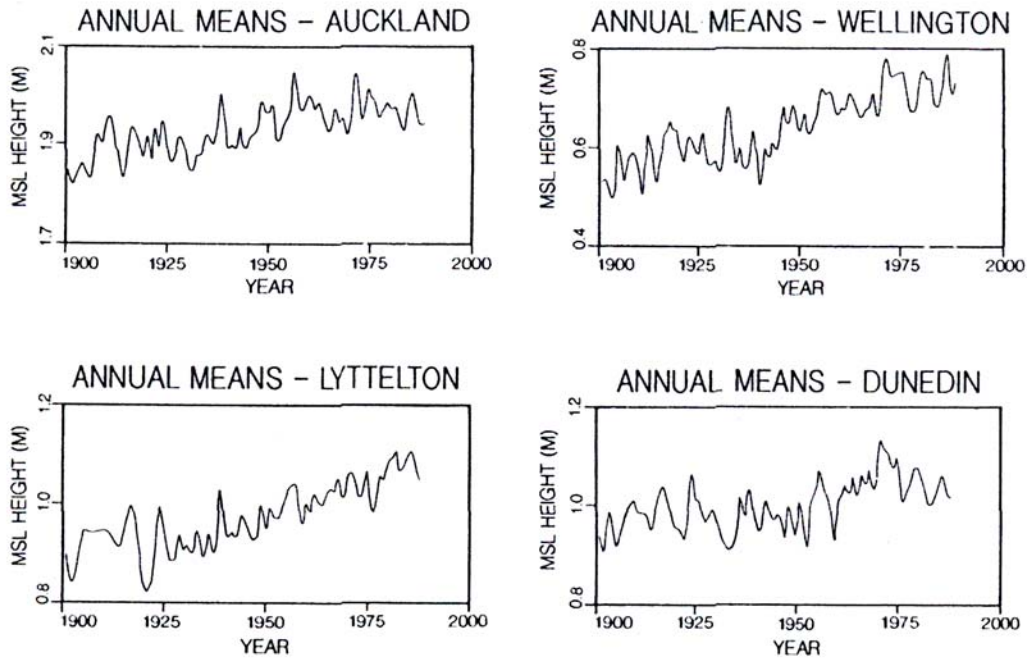 ANNUAL MEANS - AUCKLAND
MSL HEIGHT (M)
2.1
1.9
1.7
1900 1925 1950 1975 2000
YEAR
ANNUAL MEANS - WELLINGTON
MSL HEIGHT (M)
0.8
0.6
0.4
1900 1925 1950 1975 2000
YEAR
ANNUAL MEANS - LYTTELTON
MSL HEIGHT (M)
1.2
1.0
0.8
1900 1925 1950 1975 2000
YEAR
ANNUAL MEANS - DUNEDIN
MSL HEIGHT (M)
1.2
1.0
0.8
1900 1925 1950 1975 2000
YEAR